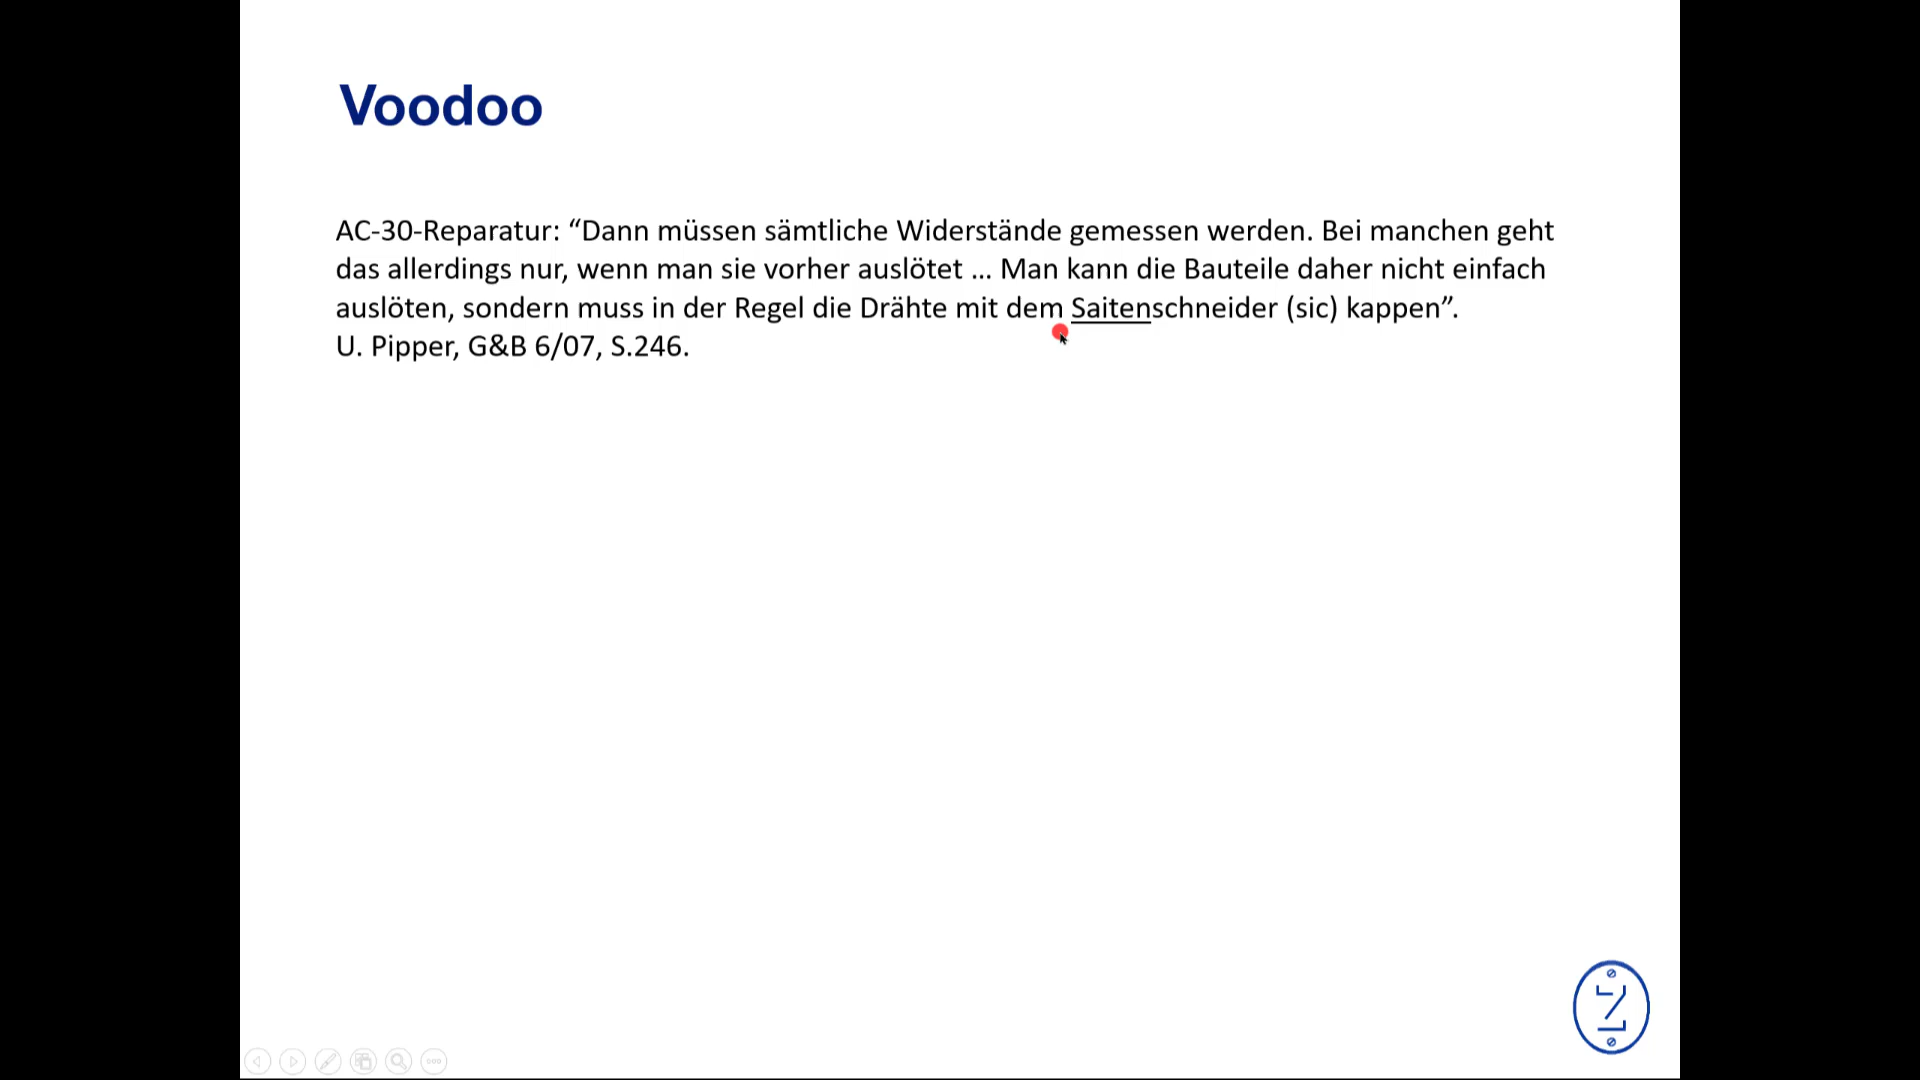 Voodoo
AC-30-Reparatur: “Dann müssen sämtliche Widerstände gemessen werden. Bei manchen geht
das allerdings nur, wenn man sie vorher auslötet ... Man kann die Bauteile daher nicht einfach
auslöten, sondern muss in der Regel die Drähte mit dem Saitenschneider (sic) kappen”.
U. Pipper, G&B 6/07, S.246.